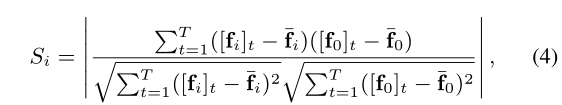 S_i = \left| \frac{\sum_{t=1}^{T} ([\mathbf{f}_i]_t - \bar{\mathbf{f}}_i)([\mathbf{f}_0]_t - \bar{\mathbf{f}}_0)}{\sqrt{\sum_{t=1}^{T} ([\mathbf{f}_i]_t - \bar{\mathbf{f}}_i)^2} \sqrt{\sum_{t=1}^{T} ([\mathbf{f}_0]_t - \bar{\mathbf{f}}_0)^2}} \right|, (4)